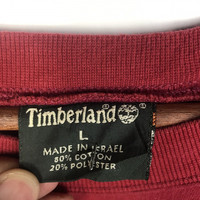 Timberland
L
MADE IN ISRAEL
80% COTTON
20% POLYESTER